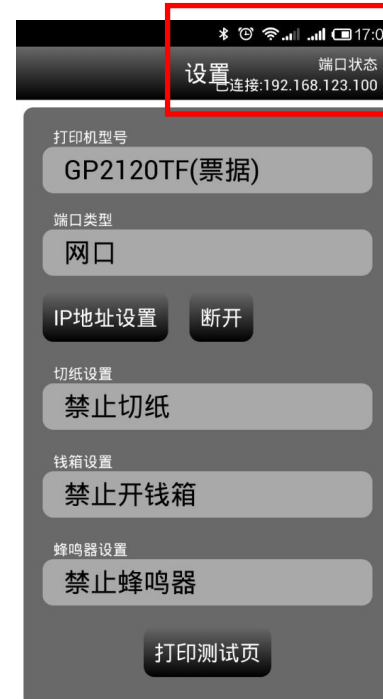 17:0
设置
端口状态
已连接:192.168.123.100
打印机型号
GP2120TF(票据)
端口类型
网口
IP地址设置 断开
切纸设置
禁止切纸
钱箱设置
禁止开钱箱
蜂鸣器设置
禁止蜂鸣器
打印测试页